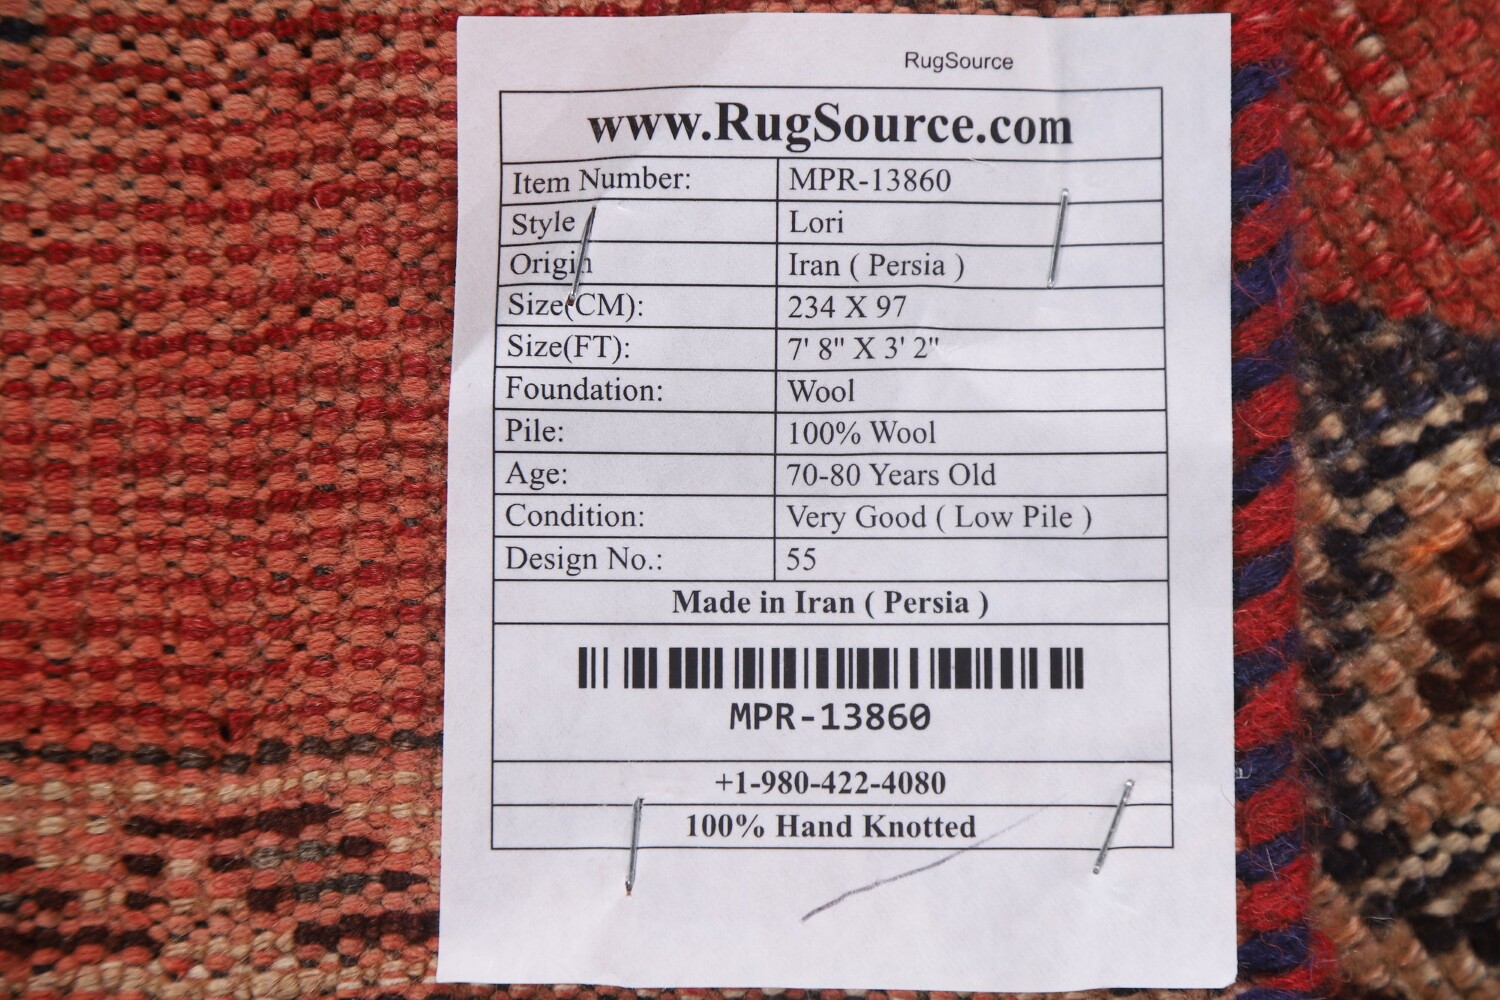 RugSource
www.RugSource.com
Item Number: MPR-13860
Style Lori
Origin Iran ( Persia )
Size(CM): 234 X 97
Size(FT): 7' 8" X 3' 2"
Foundation: Wool
Pile: 100% Wool
Age: 70-80 Years Old
Condition: Very Good ( Low Pile )
Design No.: 55
Made in Iran ( Persia )
MPR-13860
+1-980-422-4080
100% Hand Knotted